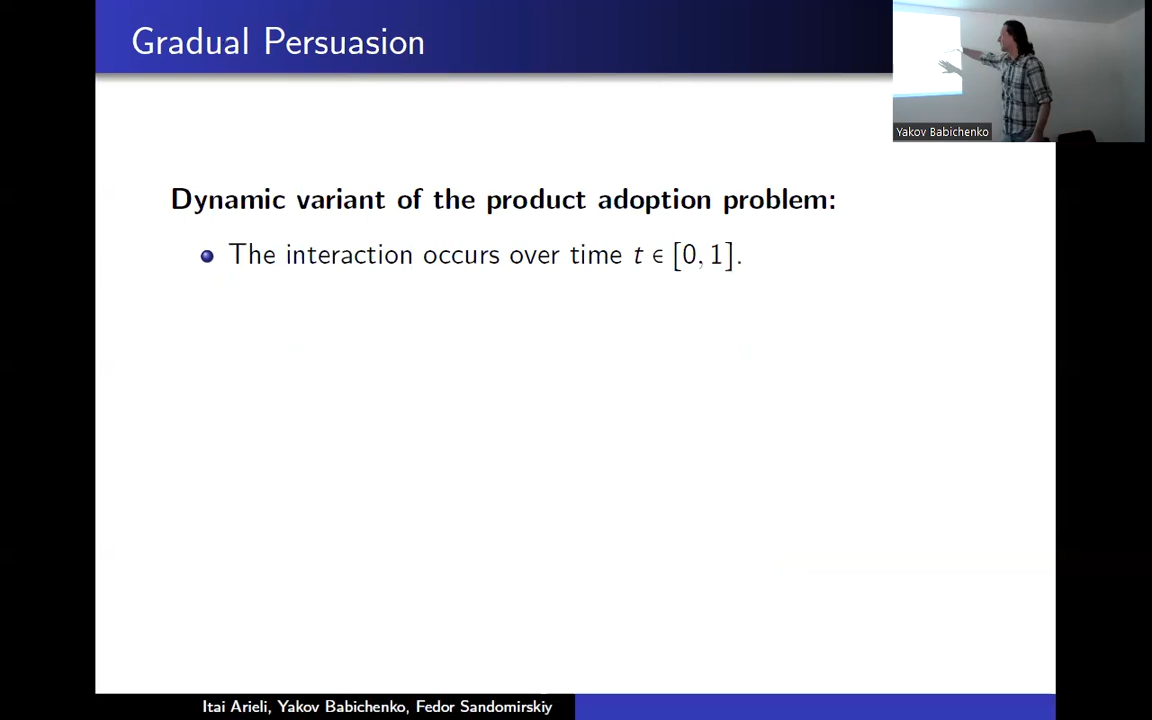 Gradual Persuasion
Yakov Babichenko
Dynamic variant of the product adoption problem:
The interaction occurs over time t ∈ [0, 1].
Itai Arieli, Yakov Babichenko, Fedor Sandomirskiy